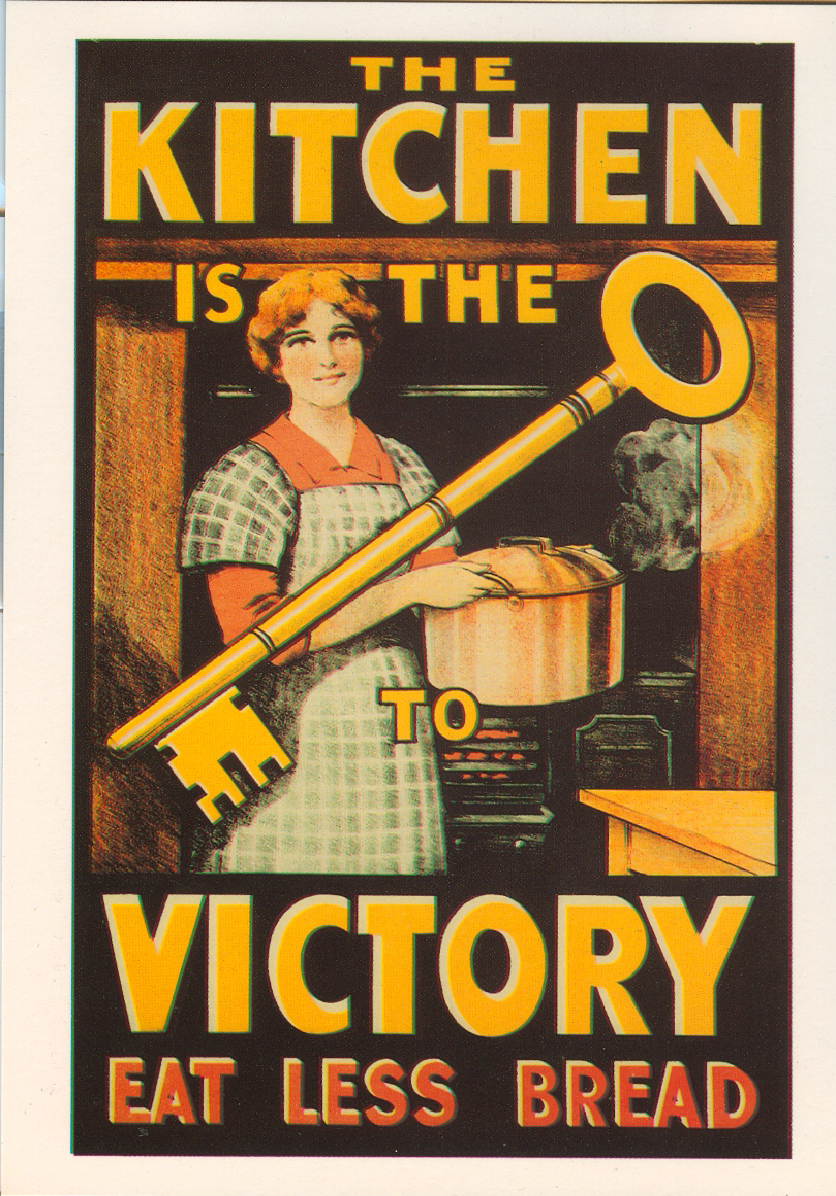 THE
KITCHEN
IS THE
TO
VICTORY
EAT LESS BREAD